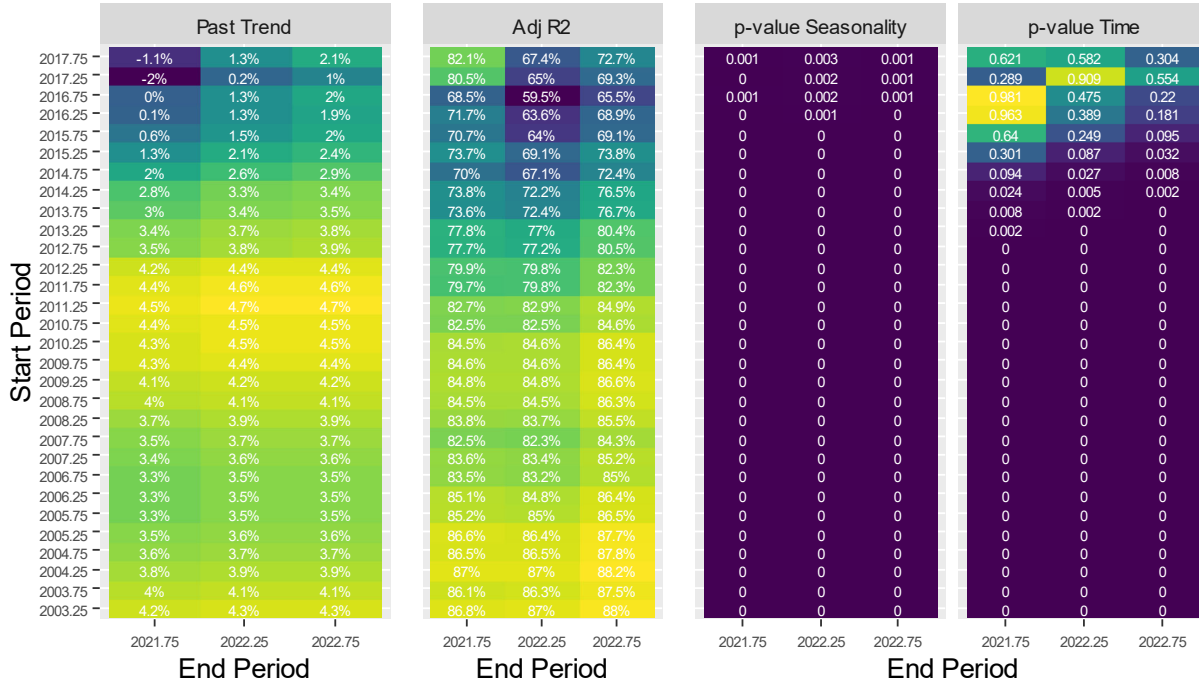 Past Trend Adj R2 p-value Seasonality p-value Time
2017.75 -1.1% 1.3% 2.1% 82.1% 67.4% 72.7% 0.001 0.003 0.001 0.621 0.582 0.304
2017.25 -2% 0.2% 1% 80.5% 65% 69.3% 0 0.002 0.001 0.289 0.909 0.554
2016.75 0% 1.3% 2% 68.5% 59.5% 65.5% 0.001 0.002 0.001 0.981 0.475 0.22
2016.25 0.1% 1.3% 1.9% 71.7% 63.6% 68.9% 0 0.001 0 0.963 0.389 0.181
2015.75 0.6% 1.5% 2% 70.7% 64% 69.1% 0 0 0 0.64 0.249 0.095
2015.25 1.3% 2.1% 2.4% 73.7% 69.1% 73.8% 0 0 0 0.301 0.087 0.032
2014.75 2% 2.6% 2.9% 70% 67.1% 72.4% 0 0 0 0.094 0.027 0.008
2014.25 2.8% 3.3% 3.4% 73.8% 72.2% 76.5% 0 0 0 0.024 0.005 0.002
2013.75 3% 3.4% 3.5% 73.6% 72.4% 76.7% 0 0 0 0.008 0.002 0
2013.25 3.4% 3.7% 3.8% 77.8% 77% 80.4% 0 0 0 0.002 0 0
2012.75 3.5% 3.8% 3.9% 77.7% 77.2% 80.5% 0 0 0 0 0 0
2012.25 4.2% 4.4% 4.4% 79.9% 79.8% 82.3% 0 0 0 0 0 0
2011.75 4.4% 4.6% 4.6% 79.7% 79.8% 82.3% 0 0 0 0 0 0
2011.25 4.5% 4.7% 4.7% 82.7% 82.9% 84.9% 0 0 0 0 0 0
2010.75 4.4% 4.5% 4.5% 82.5% 82.5% 84.6% 0 0 0 0 0 0
2010.25 4.3% 4.5% 4.5% 84.5% 84.6% 86.4% 0 0 0 0 0 0
2009.75 4.3% 4.4% 4.4% 84.6% 84.6% 86.4% 0 0 0 0 0 0
2009.25 4.1% 4.2% 4.2% 84.8% 84.8% 86.6% 0 0 0 0 0 0
2008.75 4% 4.1% 4.1% 84.5% 84.5% 86.3% 0 0 0 0 0 0
2008.25 3.7% 3.9% 3.9% 83.8% 83.7% 85.5% 0 0 0 0 0 0
2007.75 3.5% 3.7% 3.7% 82.5% 82.3% 84.3% 0 0 0 0 0 0
2007.25 3.4% 3.6% 3.6% 83.6% 83.4% 85.2% 0 0 0 0 0 0
2006.75 3.3% 3.5% 3.5% 83.5% 83.2% 85% 0 0 0 0 0 0
2006.25 3.3% 3.5% 3.5% 85.1% 84.8% 86.4% 0 0 0 0 0 0
2005.75 3.3% 3.5% 3.5% 85.2% 85% 86.5% 0 0 0 0 0 0
2005.25 3.5% 3.6% 3.6% 86.6% 86.4% 87.7% 0 0 0 0 0 0
2004.75 3.6% 3.7% 3.7% 86.5% 86.5% 87.8% 0 0 0 0 0 0
2004.25 3.8% 3.9% 3.9% 87% 87% 88.2% 0 0 0 0 0 0
2003.75 4% 4.1% 4.1% 86.1% 86.3% 87.5% 0 0 0 0 0 0
2003.25 4.2% 4.3% 4.3% 86.8% 87% 88% 0 0 0 0 0 0
Start Period
2021.75 2022.25 2022.75 2021.75 2022.25 2022.75 2021.75 2022.25 2022.75 2021.75 2022.25 2022.75
End Period End Period End Period